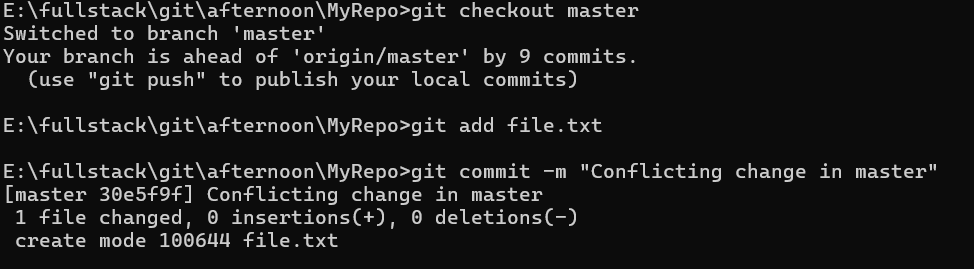 E:\fullstack\git\afternoon\MyRepo>git checkout master
Switched to branch 'master'
Your branch is ahead of 'origin/master' by 9 commits.
  (use "git push" to publish your local commits)

E:\fullstack\git\afternoon\MyRepo>git add file.txt

E:\fullstack\git\afternoon\MyRepo>git commit -m "Conflicting change in master"
[master 30e5f9f] Conflicting change in master
 1 file changed, 0 insertions(+), 0 deletions(-)
 create mode 100644 file.txt